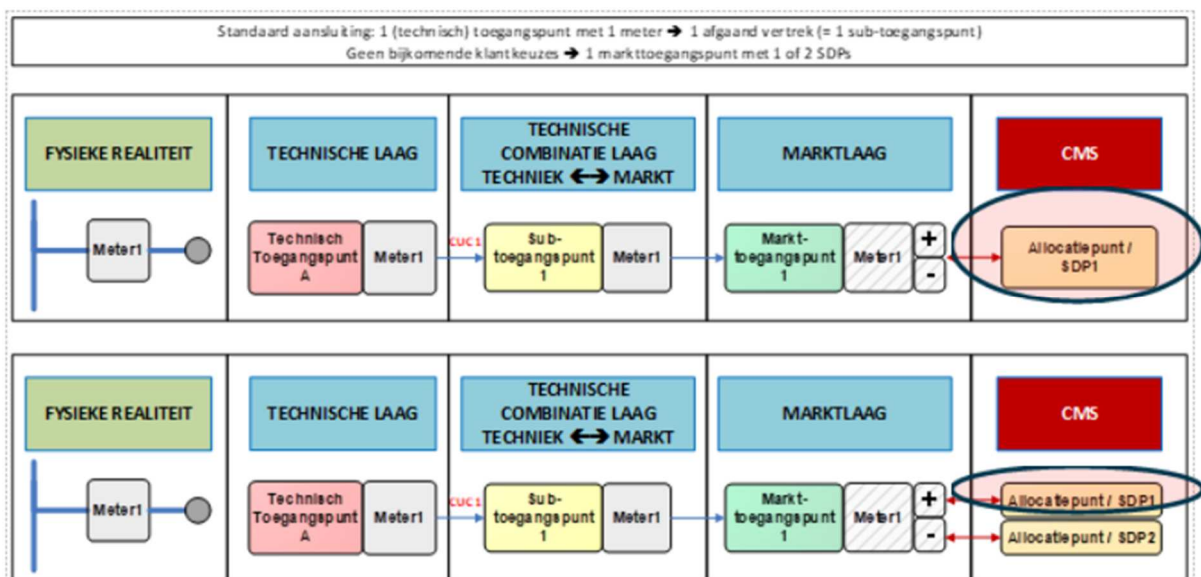 Standaard aansluiting: 1 (technisch) toegangspunt met 1 meter ➔ 1 afgaand vertrek (= 1 sub-toegangspunt)
Geen bijkomende klantkeuzes ➔ 1 markttoegangspunt met 1 of 2 SDPs
FYSIEKE REALITEIT
TECHNISCHE LAAG
TECHNISCHE
COMBINATIE LAAG
TECHNIEK ⟷ MARKT
MARKTLAAG
CMS
Meter1
Technisch
Toegangspunt
A
Meter1
CUC 1
Sub-
toegangspunt
1
Meter1
Markt-
toegangspunt
1
Meter1
+
-
Allocatiepunt /
SDP1
FYSIEKE REALITEIT
TECHNISCHE LAAG
TECHNISCHE
COMBINATIE LAAG
TECHNIEK ⟷ MARKT
MARKTLAAG
CMS
Meter1
Technisch
Toegangspunt
A
Meter1
CUC 1
Sub-
toegangspunt
1
Meter1
Markt-
toegangspunt
1
Meter1
+
-
Allocatiepunt / SDP1
Allocatiepunt / SDP2